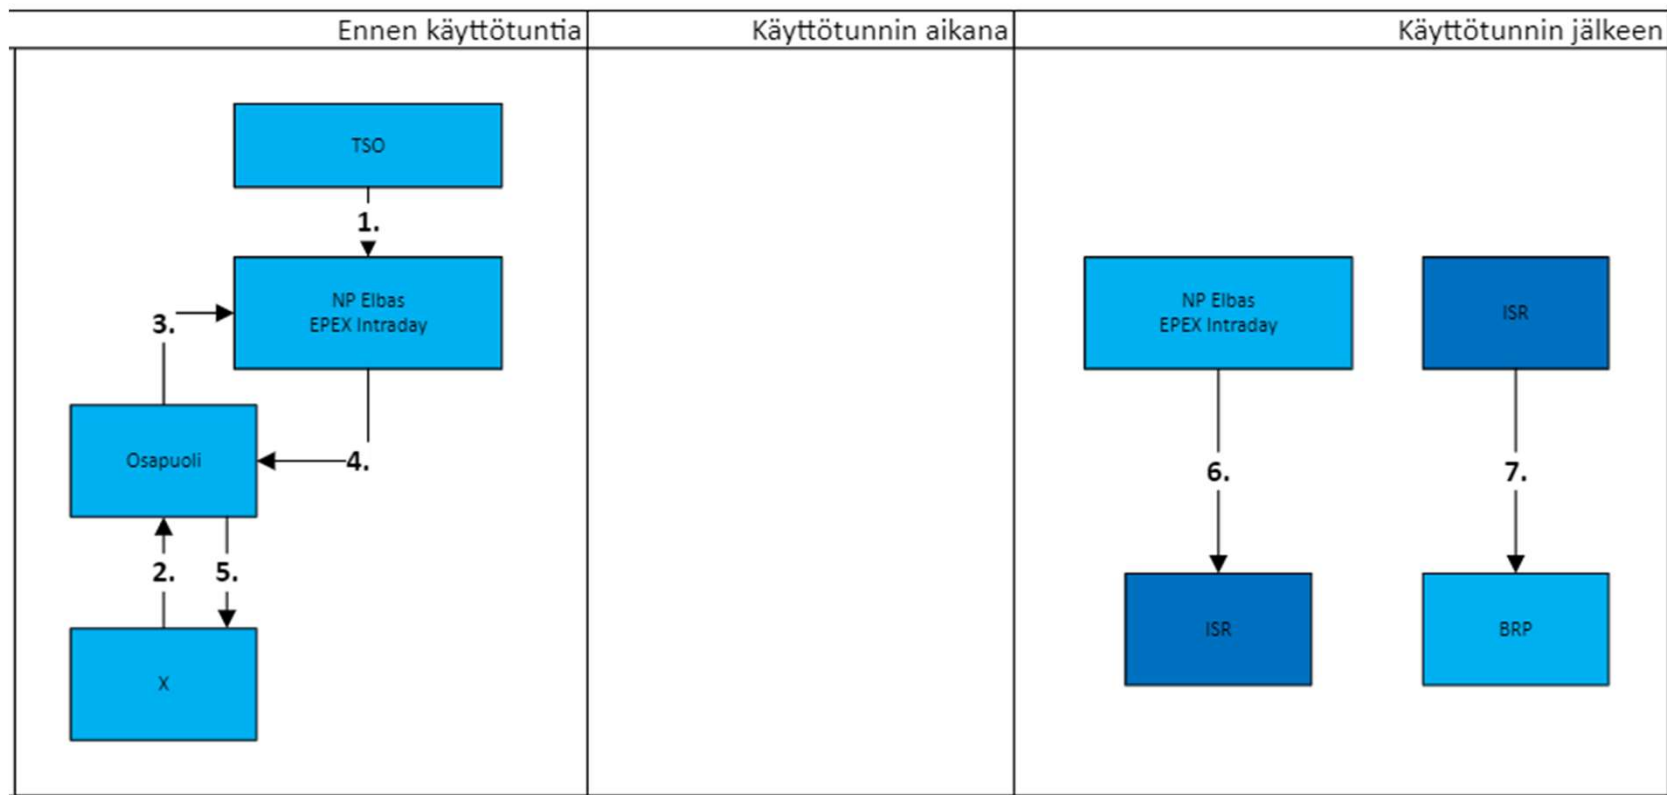 Ennen käyttötuntia
Käyttötunnin aikana
Käyttötunnin jälkeen
TSO
1.
NP Elbas
EPEX Intraday
3.
Osapuoli
4.
2.
5.
X
NP Elbas
EPEX Intraday
ISR
6.
7.
ISR
BRP